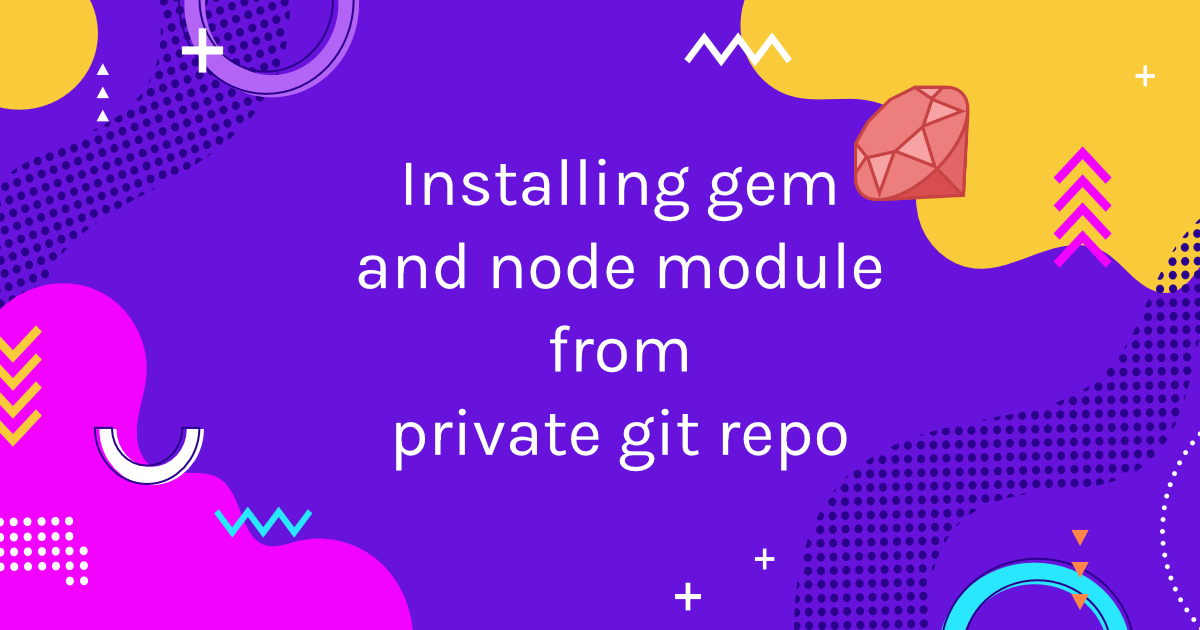 Installing gem
and node module
from
private git repo